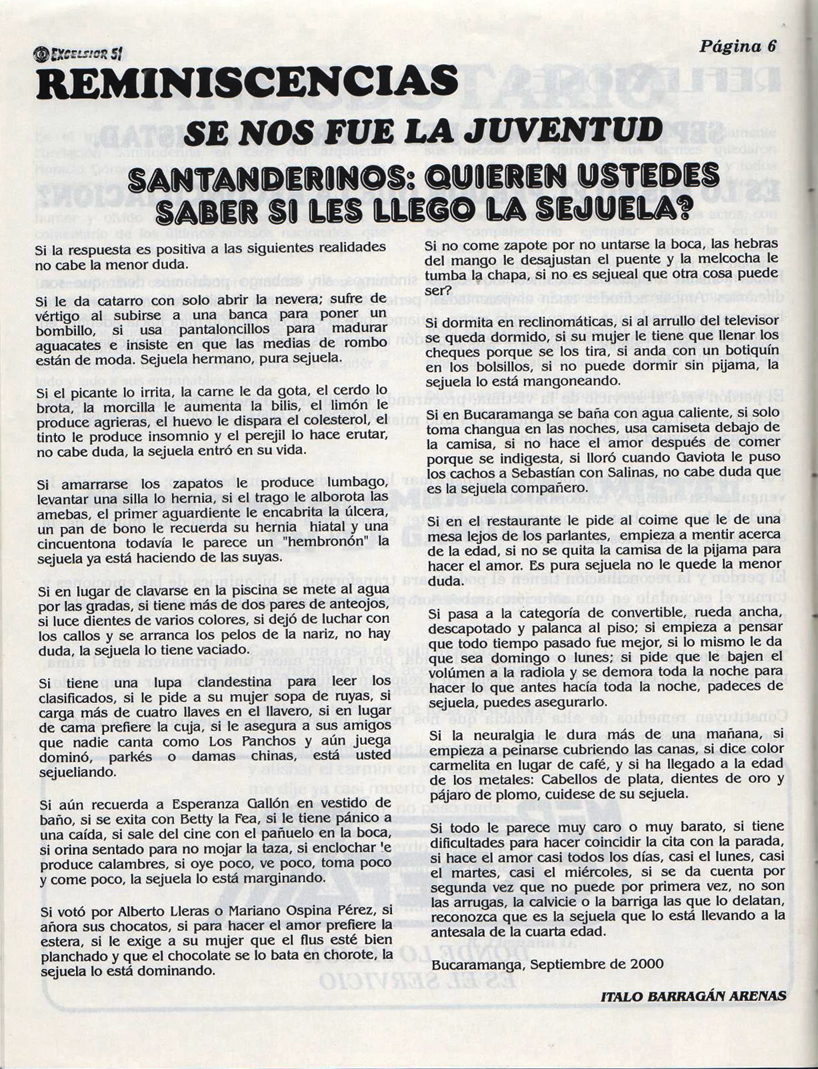 EXCELSIOR 51
Página 6
REMINISCENCIAS
SE NOS FUE LA JUVENTUD
SANTANDERINOS: QUIEREN USTEDES
SABER SI LES LLEGO LA SEJUELA?
Si la respuesta es positiva a las siguientes realidades
no cabe la menor duda.
Si le da catarro con solo abrir la nevera; sufre de
vértigo al subirse a una banca para poner un
bombillo, si usa pantaloncillos para madurar
aguacates e insiste en que las medias de rombo
están de moda. Sejuela hermano, pura sejuela.
Si el picante lo irrita, la carne le da gota, el cerdo lo
brota, la morcilla le aumenta la bilis, el limón le
produce agrieras, el huevo le dispara el colesterol, el
tinto le produce insomnio y el perejil lo hace erutar,
no cabe duda, la sejuela entró en su vida.
Si amarrarse los zapatos le produce lumbago,
levantar una silla lo hernia, si el trago le alborota las
amebas, el primer aguardiente le encabrita la úlcera,
un pan de bono le recuerda su hernia hiatal y una
cincuentona todavía le parece un "hembronón" la
sejuela ya está haciendo de las suyas.
Si en lugar de clavarse en la piscina se mete al agua
por las gradas, si tiene más de dos pares de anteojos,
si luce dientes de varios colores, si dejó de luchar con
los callos y se arranca los pelos de la nariz, no hay
duda, la sejuela lo tiene vaciado.
Si tiene una lupa clandestina para leer los
clasificados, si le pide a su mujer sopa de ruyas, si
carga más de cuatro llaves en el llavero, si en lugar
de cama prefiere la cuja, si le asegura a sus amigos
que nadie canta como Los Panchos y aún juega
dominó, parkés o damas chinas, está usted
sejueliando.
Si aún recuerda a Esperanza Gallón en vestido de
baño, si se exita con Betty la Fea, si le tiene pánico a
una caída, si sale del cine con el pañuelo en la boca,
si orina sentado para no mojar la taza, si enclochar 'e
produce calambres, si oye poco, ve poco, toma poco
y come poco, la sejuela lo está marginando.
Si votó por Alberto Lleras o Mariano Ospina Pérez, si
añora sus chocatos, si para hacer el amor prefiere la
estera, si le exige a su mujer que el flus esté bien
planchado y que el chocolate se lo bata en chorote, la
sejuela lo está dominando.
Si no come zapote por no untarse la boca, las hebras
del mango le desajustan el puente y la melcocha le
tumba la chapa, si no es sejueal que otra cosa puede
ser?
Si dormita en reclinomáticas, si al arrullo del televisor
se queda dormido, si su mujer le tiene que llenar los
cheques porque se los tira, si anda con un botiquín
en los bolsillos, si no puede dormir sin pijama, la
sejuela lo está mangoneando.
Si en Bucaramanga se baña con agua caliente, si solo
toma changua en las noches, usa camiseta debajo de
la camisa, si no hace el amor después de comer
porque se indigesta, si lloró cuando Gaviota le puso
los cachos a Sebastían con Salinas, no cabe duda que
es la sejuela compañero.
Si en el restaurante le pide al coime que le de una
mesa lejos de los parlantes, empieza a mentir acerca
de la edad, si no se quita la camisa de la pijama para
hacer el amor. Es pura sejuela no le quede la menor
duda.
Si pasa a la categoría de convertible, rueda ancha,
descapotado y palanca al piso; si empieza a pensar
que todo tiempo pasado fue mejor, si lo mismo le da
que sea domingo o lunes; si pide que le bajen el
volúmen a la radiola y se demora toda la noche para
hacer lo que antes hacía toda la noche, padeces de
sejuela, puedes asegurarlo.
Si la neuralgia le dura más de una mañana, si
empieza a peinarse cubriendo las canas, si dice color
carmelita en lugar de café, y si ha llegado a la edad
de los metales: Cabellos de plata, dientes de oro y
pájaro de plomo, cuidese de su sejuela.
Si todo le parece muy caro o muy barato, si tiene
dificultades para hacer coincidir la cita con la parada,
si hace el amor casi todos los días, casi el lunes, casi
el martes, casi el miércoles, si se da cuenta por
segunda vez que no puede por primera vez, no son
las arrugas, la calvicie o la barriga las que lo delatan,
reconozca que es la sejuela que lo está llevando a la
antesala de la cuarta edad.
Bucaramanga, Septiembre de 2000
ITALO BARRAGÁN ARENAS